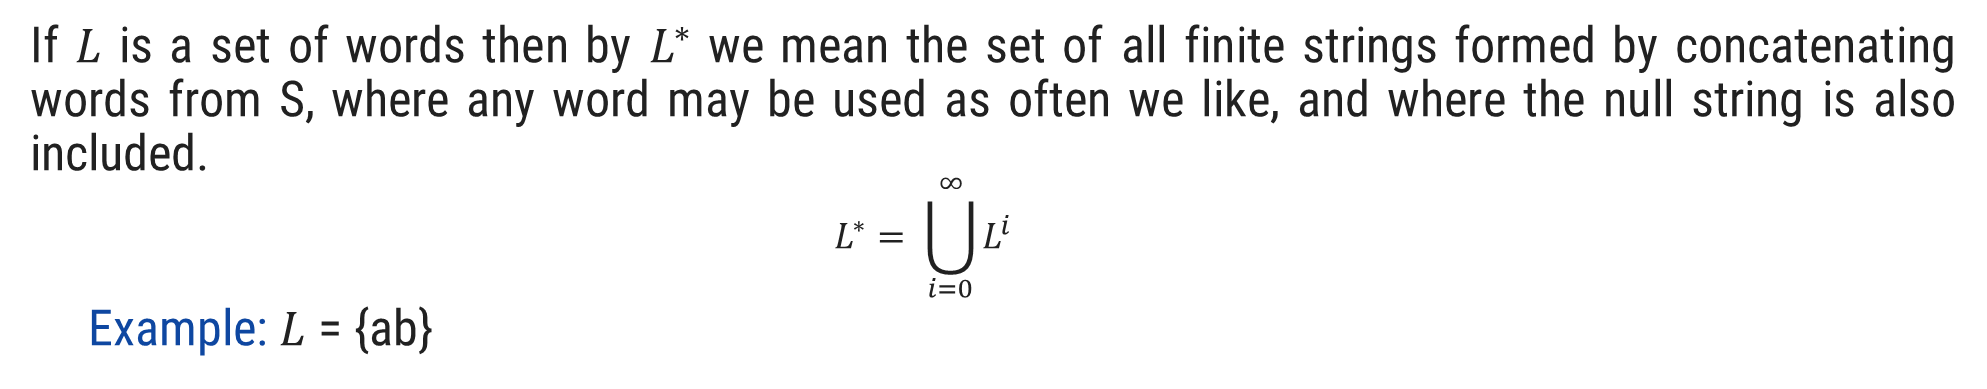 If L is a set of words then by L* we mean the set of all finite strings formed by concatenating
words from S, where any word may be used as often we like, and where the null string is also
included.
L* = ⋃_{i=0}^{∞} L^i
Example: L = {ab}